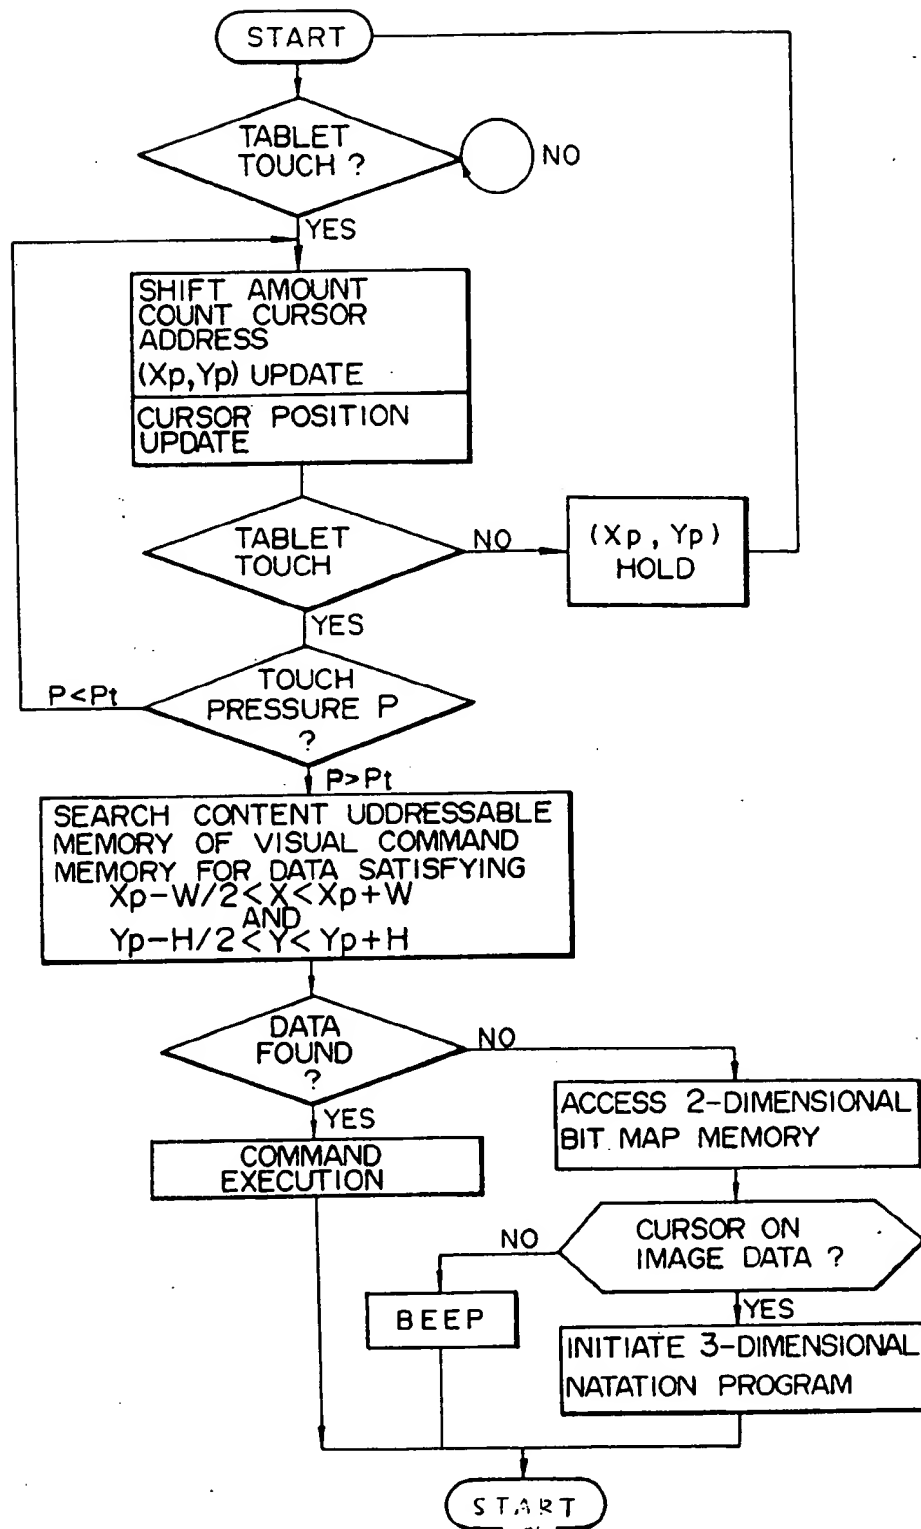 START
TABLET
TOUCH ?
NO
YES
SHIFT AMOUNT
COUNT CURSOR
ADDRESS
(Xp,Yp) UPDATE
CURSOR POSITION
UPDATE
TABLET
TOUCH
NO
(Xp, Yp)
HOLD
YES
TOUCH
PRESSURE P
?
P<Pt
P>Pt
SEARCH CONTENT UDDRESSABLE
MEMORY OF VISUAL COMMAND
MEMORY FOR DATA SATISFYING
Xp-W/2<X<Xp+W
AND
Yp-H/2<Y<Yp+H
DATA
FOUND
?
NO
YES
ACCESS 2-DIMENSIONAL
BIT MAP MEMORY
COMMAND
EXECUTION
CURSOR ON
IMAGE DATA ?
NO
YES
BEEP
INITIATE 3-DIMENSIONAL
NATATION PROGRAM
START